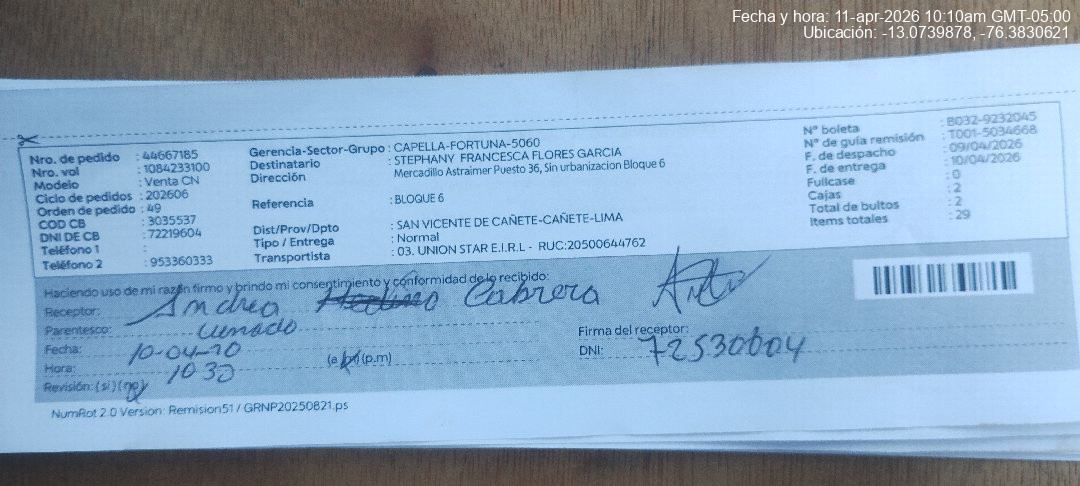 Fecha y hora: 11-apr-2026 10:10am GMT-05:00
Ubicación: -13.0739878, -76.3830621
Nro. de pedido : 44667185
Nro. vol : 1084233100
Modelo : Venta CN
Ciclo de pedidos : 202606
Orden de pedido : 49
COD CB : 3035537
DNI DE CB : 72219604
Teléfono 1 :
Teléfono 2 : 953360333
Gerencia-Sector-Grupo : CAPELLA-FORTUNA-5060
Destinatario : STEPHANY FRANCESCA FLORES GARCIA
Dirección : Mercadillo Astraimer Puesto 36, Sin urbanizacion Bloque 6
Referencia : BLOQUE 6
Dist/Prov/Dpto : SAN VICENTE DE CAÑETE-CAÑETE-LIMA
Tipo / Entrega : Normal
Transportista : 03. UNION STAR E.I.R.L - RUC:20500644762
N° boleta : B032-9232045
N° de guía remisión : T001-5034668
F. de despacho : 09/04/2026
F. de entrega : 10/04/2026
Fullcase : 0
Cajas : 2
Total de bultos : 2
Items totales : 29
Haciendo uso de mi razón firmo y brindo mi consentimiento y conformidad de lo recibido:
Receptor: Andrea Cabrera
Parentesco:
Fecha: 10-04-
Hora: 10 30 (a.m) (p.m)
Revisión: (si) (no)
Firma del receptor:
DNI: 72530004
NumRot 2.0 Version: Remision51 / GRNP20250821.ps